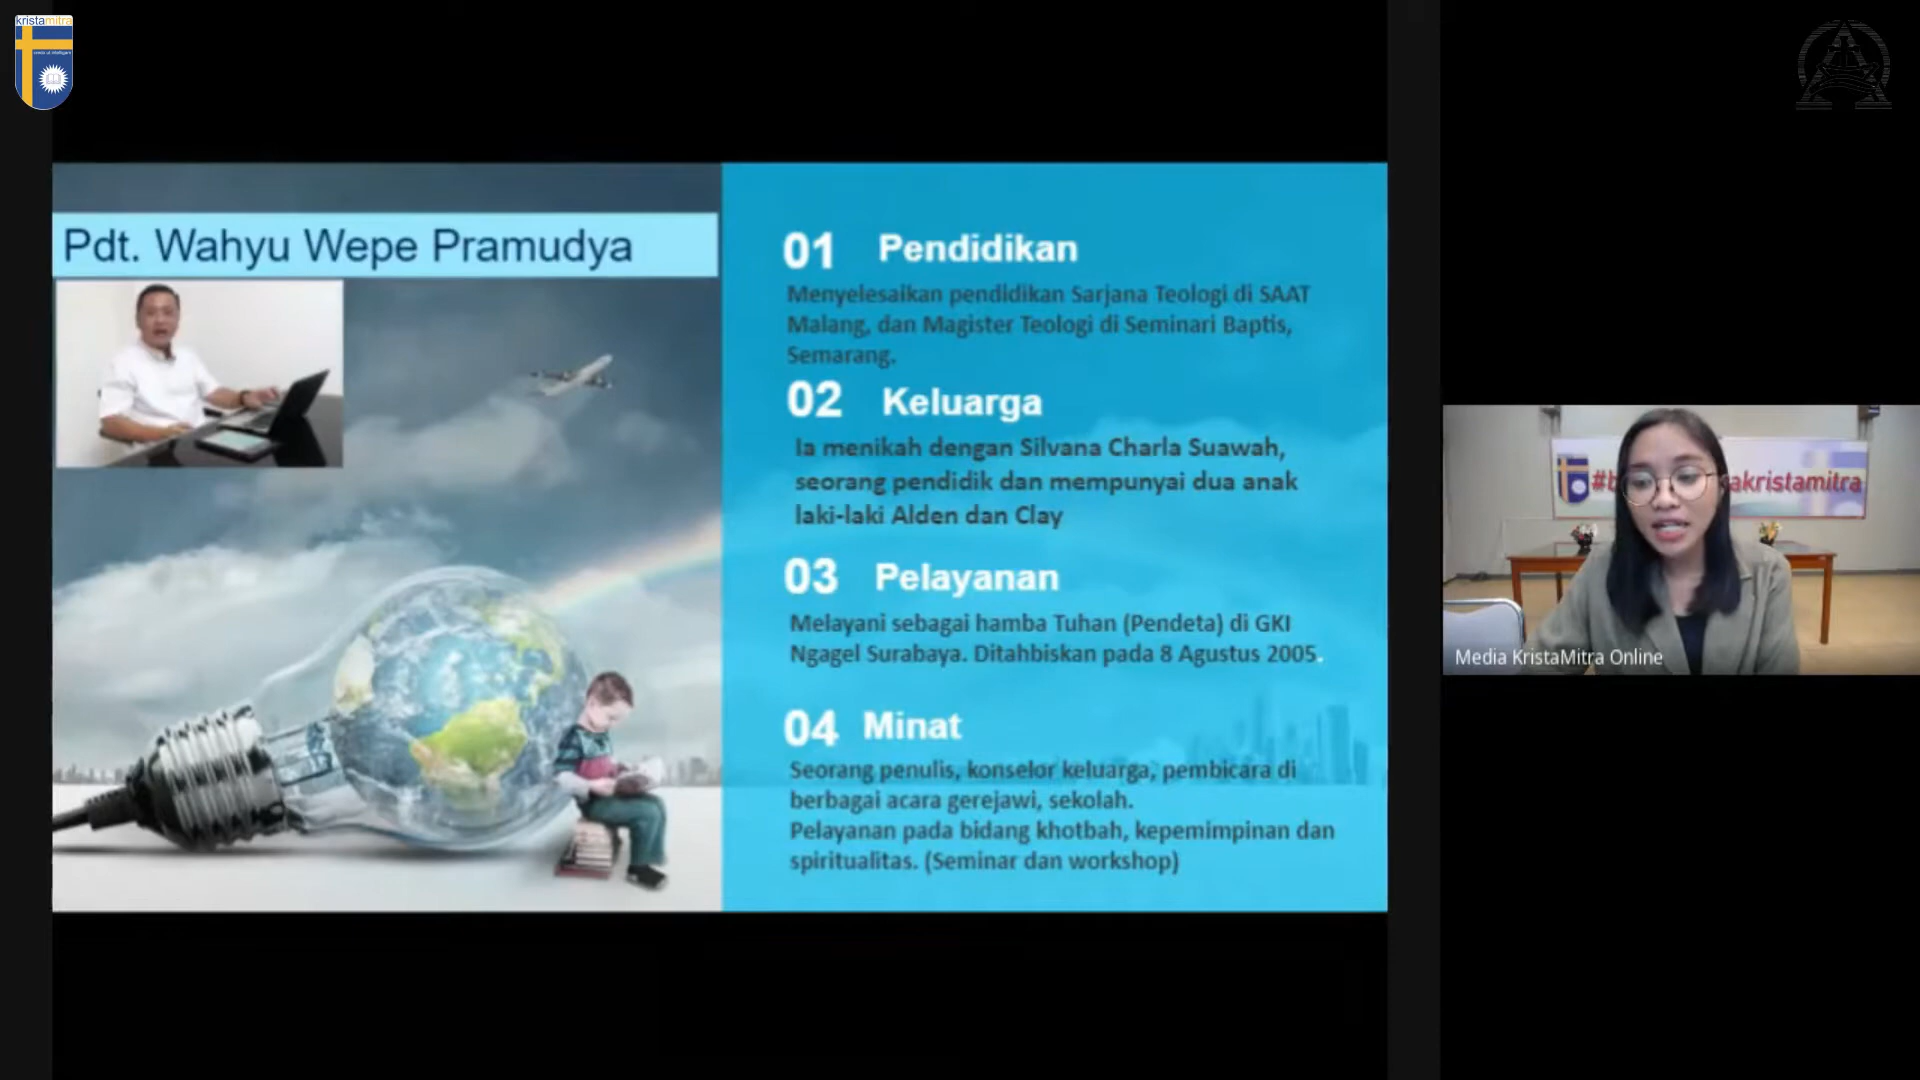 kristamitra
Pdt. Wahyu Wepe Pramudya
01 Pendidikan
Menyelesaikan pendidikan Sarjana Teologi di SAAT
Malang, dan Magister Teologi di Seminari Baptis,
Semarang.
02 Keluarga
Ia menikah dengan Silvana Charla Suawah,
seorang pendidik dan mempunyai dua anak
laki-laki Alden dan Clay
03 Pelayanan
Melayani sebagai hamba Tuhan (Pendeta) di GKI
Ngagel Surabaya. Ditahbiskan pada 8 Agustus 2005.
04 Minat
Seorang penulis, konselor keluarga, pembicara di
berbagai acara gerejawi, sekolah.
Pelayanan pada bidang khotbah, kepemimpinan dan
spiritualitas. (Seminar dan workshop)
akristamitra
Media KristaMitra Online